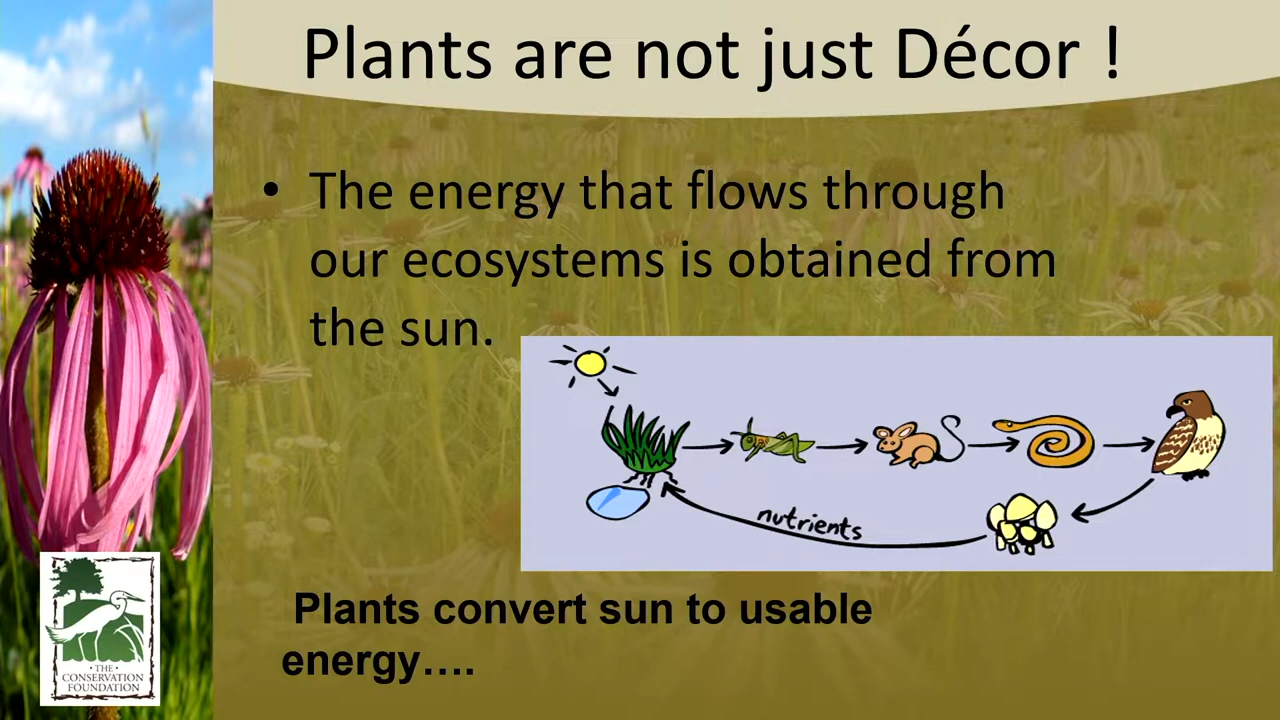 Plants are not just Décor !
• The energy that flows through
our ecosystems is obtained from
the sun.
nutrients
Plants convert sun to usable
energy….
• THE •
CONSERVATION
FOUNDATION